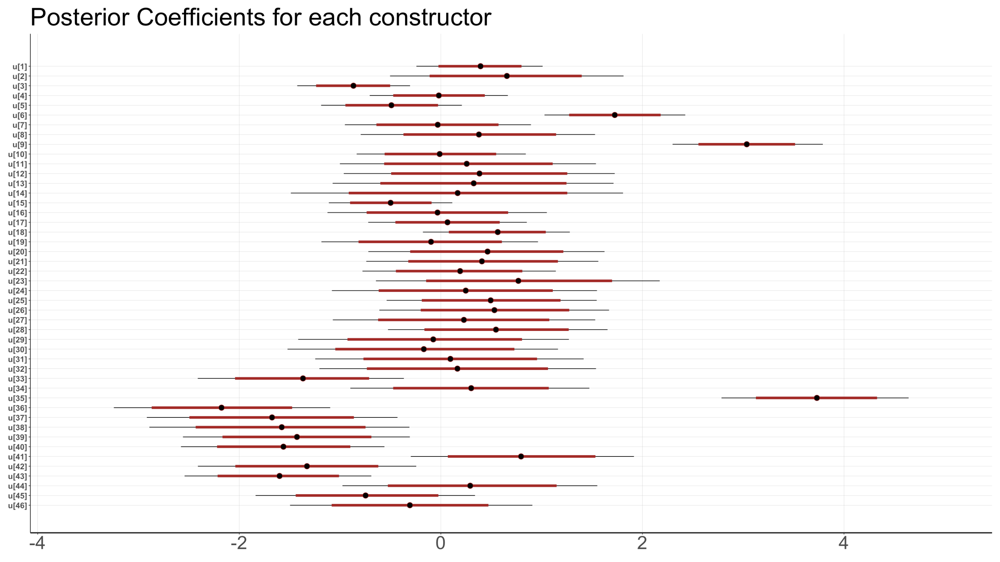 Posterior Coefficients for each constructor
u[1]
u[2]
u[3]
u[4]
u[5]
u[6]
u[7]
u[8]
u[9]
u[10]
u[11]
u[12]
u[13]
u[14]
u[15]
u[16]
u[17]
u[18]
u[19]
u[20]
u[21]
u[22]
u[23]
u[24]
u[25]
u[26]
u[27]
u[28]
u[29]
u[30]
u[31]
u[32]
u[33]
u[34]
u[35]
u[36]
u[37]
u[38]
u[39]
u[40]
u[41]
u[42]
u[43]
u[44]
u[45]
u[46]
-4 -2 0 2 4